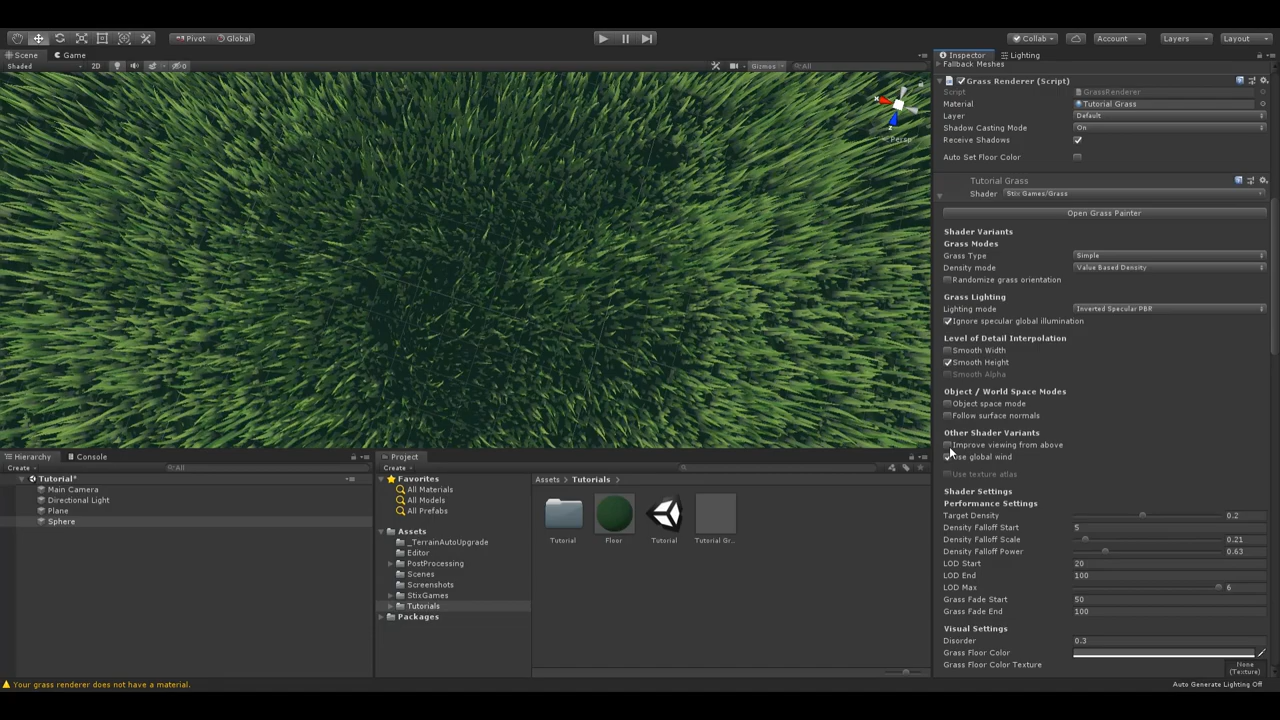 Pivot Global Collab Account Layers Layout
Scene Game Inspector Lighting
Shaded 2D 0 Gizmos All
Fallback Meshes
Grass Renderer (Script)
Script GrassRenderer
Material Tutorial Grass
Layer Default
Shadow Casting Mode On
Receive Shadows
Auto Set Floor Color
x
z
Persp
Tutorial Grass
Shader Stix Games/Grass
Open Grass Painter
Shader Variants
Grass Modes
Grass Type Simple
Density mode Value Based Density
Randomize grass orientation
Grass Lighting
Lighting mode Inverted Specular PBR
Ignore specular global illumination
Level of Detail Interpolation
Smooth Width
Smooth Height
Smooth Alpha
Object / World Space Modes
Object space mode
Follow surface normals
Other Shader Variants
Improve viewing from above
Use global wind
Use texture atlas
Shader Settings
Performance Settings
Target Density 0.2
Density Falloff Start 5
Density Falloff Scale 0.21
Density Falloff Power 0.63
LOD Start 20
LOD End 100
LOD Max 6
Grass Fade Start 50
Grass Fade End 100
Visual Settings
Disorder 0.3
Grass Floor Color
Grass Floor Color Texture None
(Texture)
Hierarchy Console
Create All
Tutorial*
Main Camera
Directional Light
Plane
Sphere
Project
Create
Favorites
All Materials
All Models
All Prefabs
Assets
_TerrainAutoUpgrade
Editor
PostProcessing
Scenes
Screenshots
StixGames
Tutorials
Packages
Assets Tutorials
Tutorial Floor Tutorial Tutorial Gr...
Your grass renderer does not have a material.
Auto Generate Lighting Off